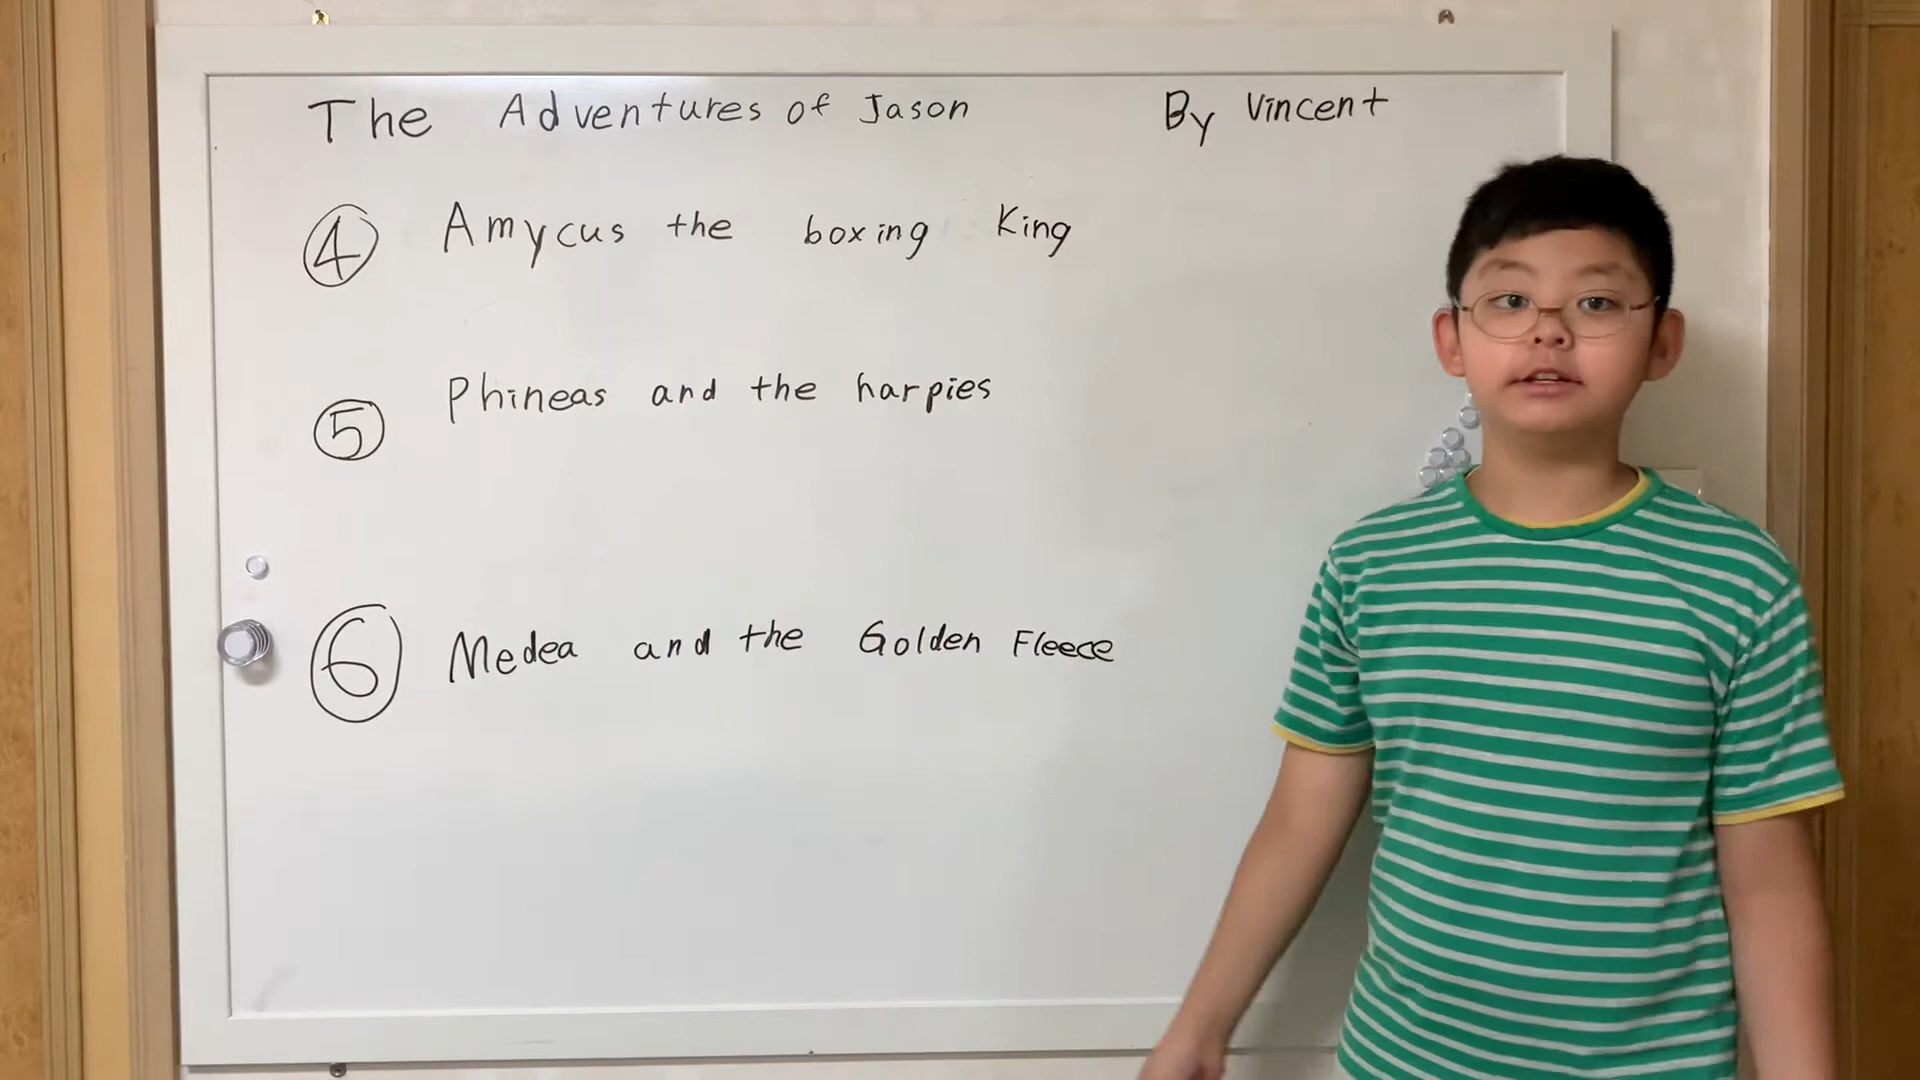 The Adventures of Jason By Vincent
④ Amycus the boxing King
⑤ Phineas and the harpies
⑥ Medea and the Golden Fleece